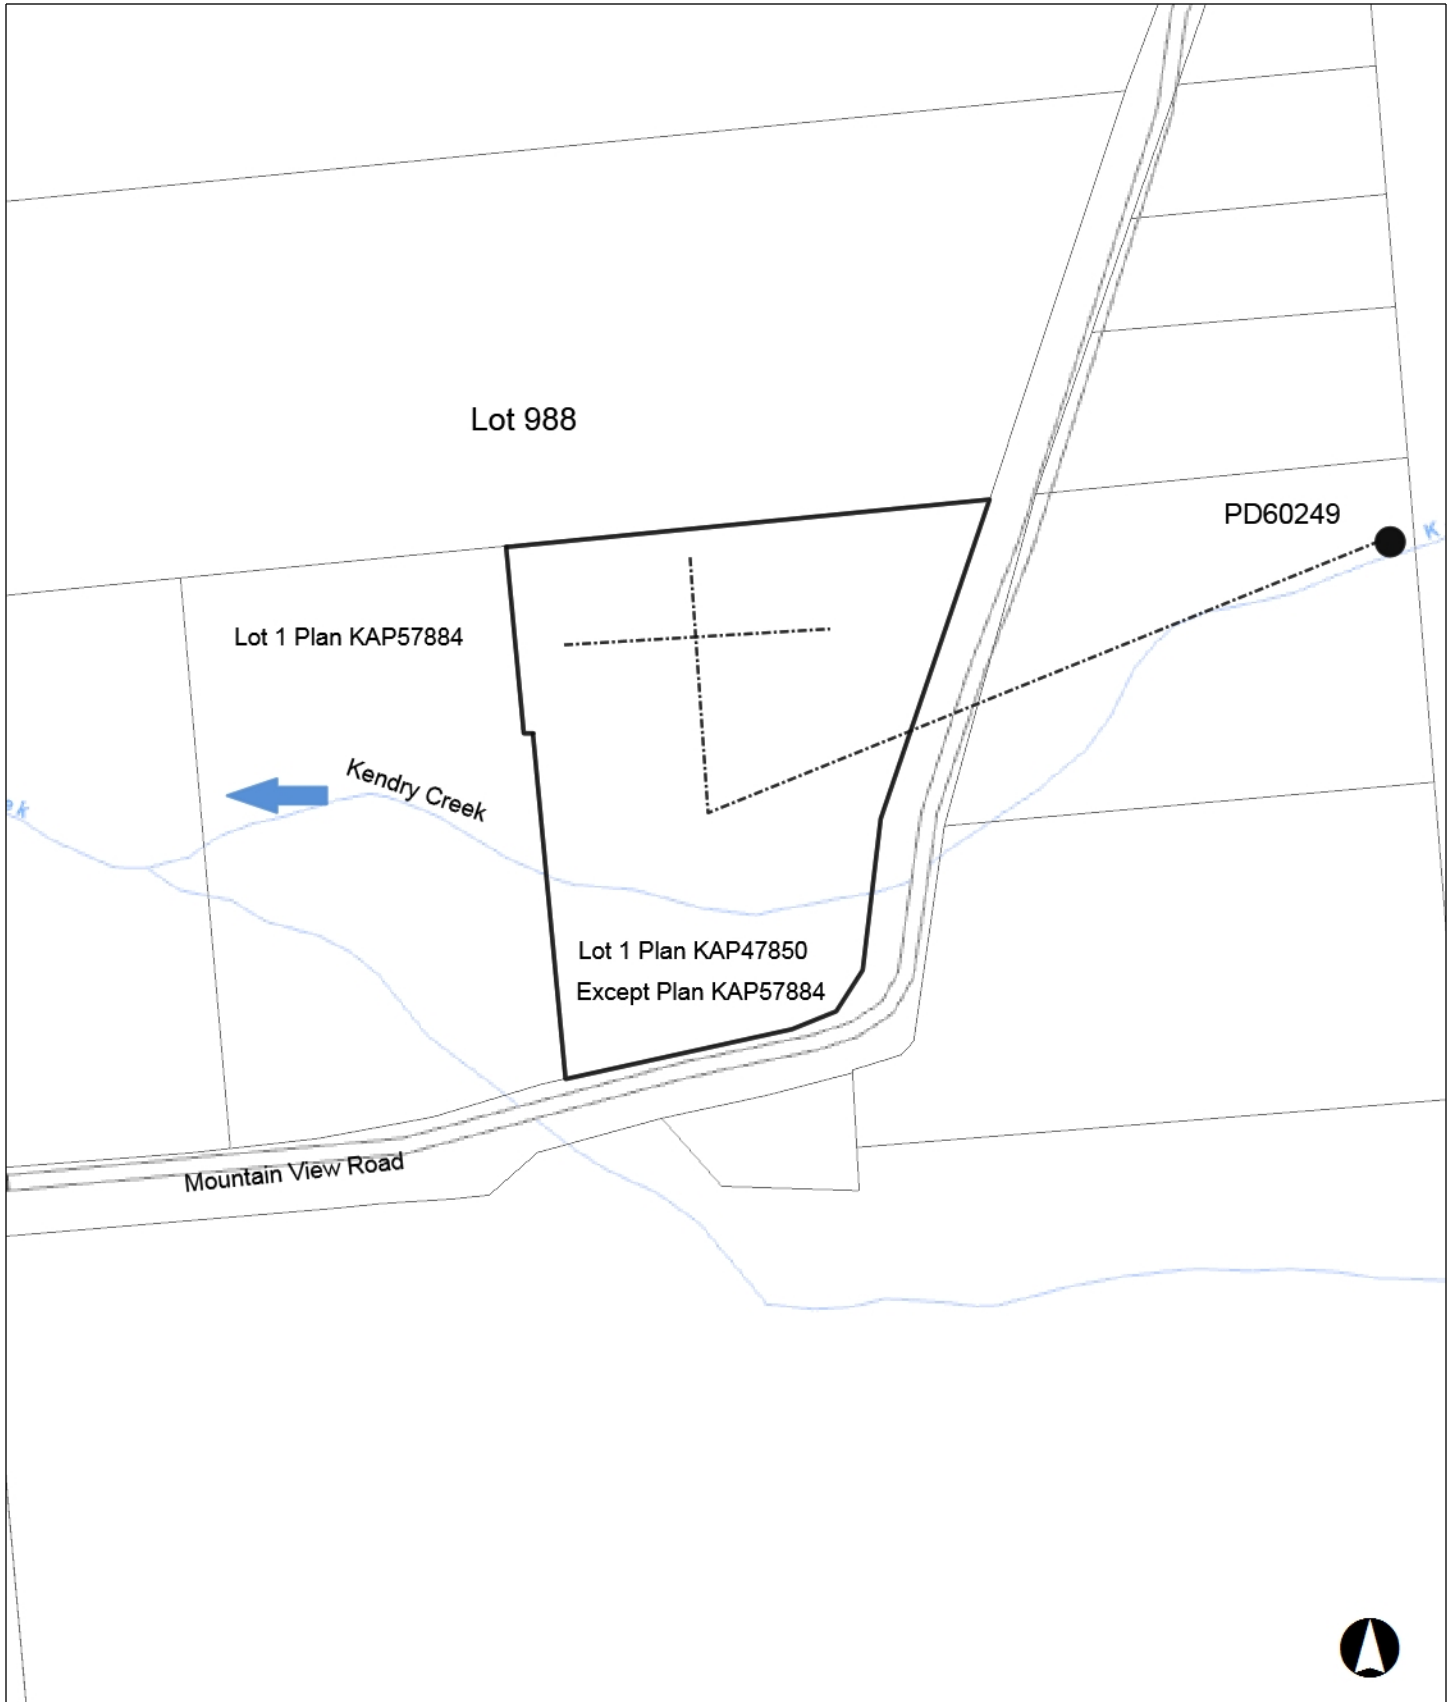 Lot 988
PD60249
K
Lot 1 Plan KAP57884
Kendry Creek
ek
Lot 1 Plan KAP47850
Except Plan KAP57884
Mountain View Road